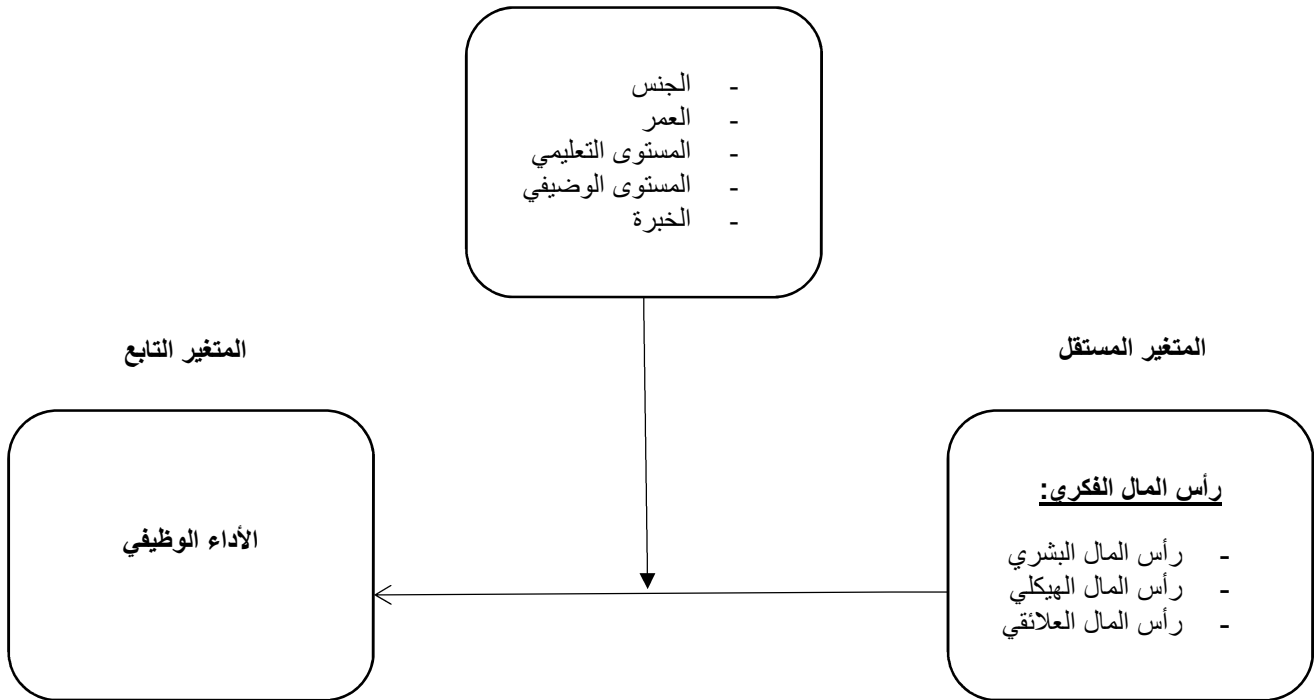 - الجنس
- العمر
- المستوى التعليمي
- المستوى الوضيفي
- الخبرة
المتغير المستقل
المتغير التابع
رأس المال الفكري:
- رأس المال البشري
- رأس المال الهيكلي
- رأس المال العلائقي
الأداء الوظيفي